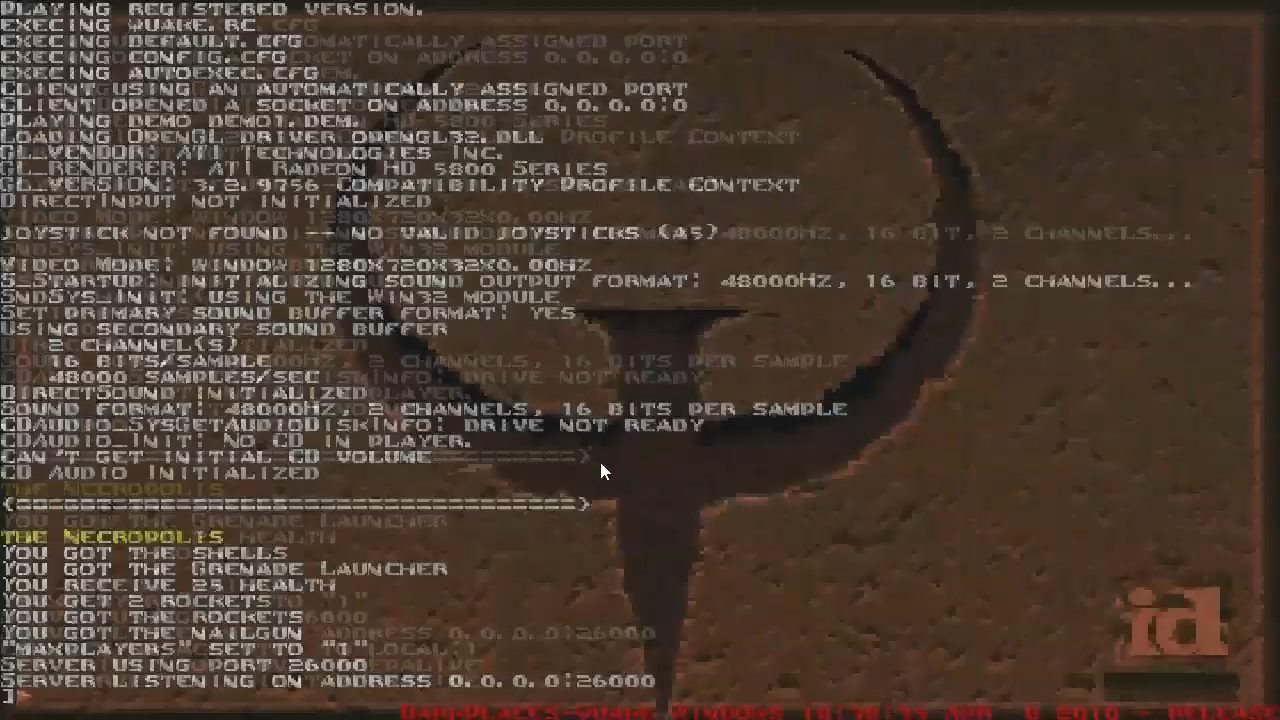 PLAYING REGISTERED VERSION.
EXECING QUAKE.RC
EXECING DEFAULT.CFG
EXECING CONFIG.CFG
EXECING AUTOEXEC.CFG
CLIENT USING AN AUTOMATICALLY ASSIGNED PORT
CLIENT OPENED A SOCKET ON ADDRESS 0.0.0.0:0
PLAYING DEMO DEMO1.DEM.
LOADING OPENGL DRIVER OPENGL32.DLL
GL_VENDOR: ATI TECHNOLOGIES INC.
GL_RENDERER: ATI RADEON HD 5800 SERIES
GL_VERSION: 3.2.9756 COMPATIBILITY PROFILE CONTEXT
DIRECTINPUT NOT INITIALIZED
JOYSTICK NOT FOUND -- NO VALID JOYSTICKS (A5)
VIDEO MODE: WINDOW 1280X720X32X0.00HZ
S_STARTUP: INITIALIZING SOUND OUTPUT FORMAT: 48000HZ, 16 BIT, 2 CHANNELS...
SNDSYS_INIT: USING THE WIN32 MODULE
SET PRIMARY SOUND BUFFER FORMAT: YES
USING SECONDARY SOUND BUFFER
2 CHANNEL(S)
16 BITS/SAMPLE
48000 SAMPLES/SEC
DIRECTSOUND INITIALIZED
SOUND FORMAT: 48000HZ, 2 CHANNELS, 16 BITS PER SAMPLE
CDAUDIO_SYSGETAUDIODISKINFO: DRIVE NOT READY
CDAUDIO_INIT: NO CD IN PLAYER.
CAN'T GET INITIAL CD VOLUME
CD AUDIO INITIALIZED
<===================================>
THE NECROPOLIS
YOU GOT THE SHELLS
YOU GOT THE GRENADE LAUNCHER
YOU RECEIVE 25 HEALTH
YOU GET 2 ROCKETS
YOU GOT THE ROCKETS
YOU GOT THE NAILGUN
"MAXPLAYERS" SET TO "1"
SERVER USING PORT 26000
SERVER LISTENING ON ADDRESS 0.0.0.0:26000
]
id
DARKPLACES-QUAKE WINDOWS APR 8 2010 - RELEASE